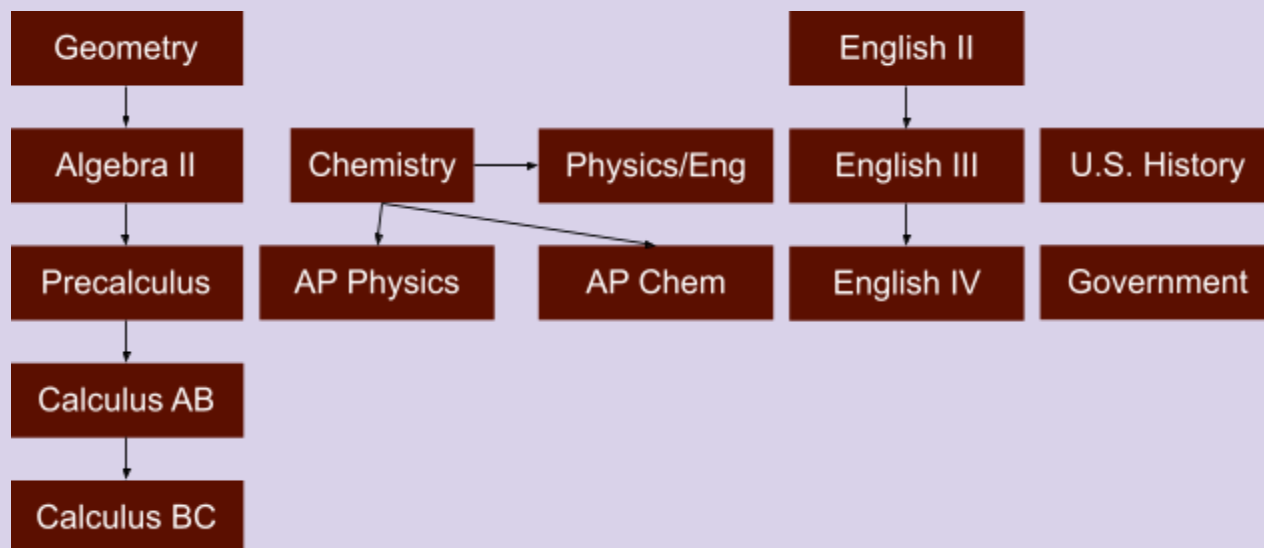 Geometry
English II
Algebra II
Chemistry
Physics/Eng
English III
U.S. History
Precalculus
AP Physics
AP Chem
English IV
Government
Calculus AB
Calculus BC